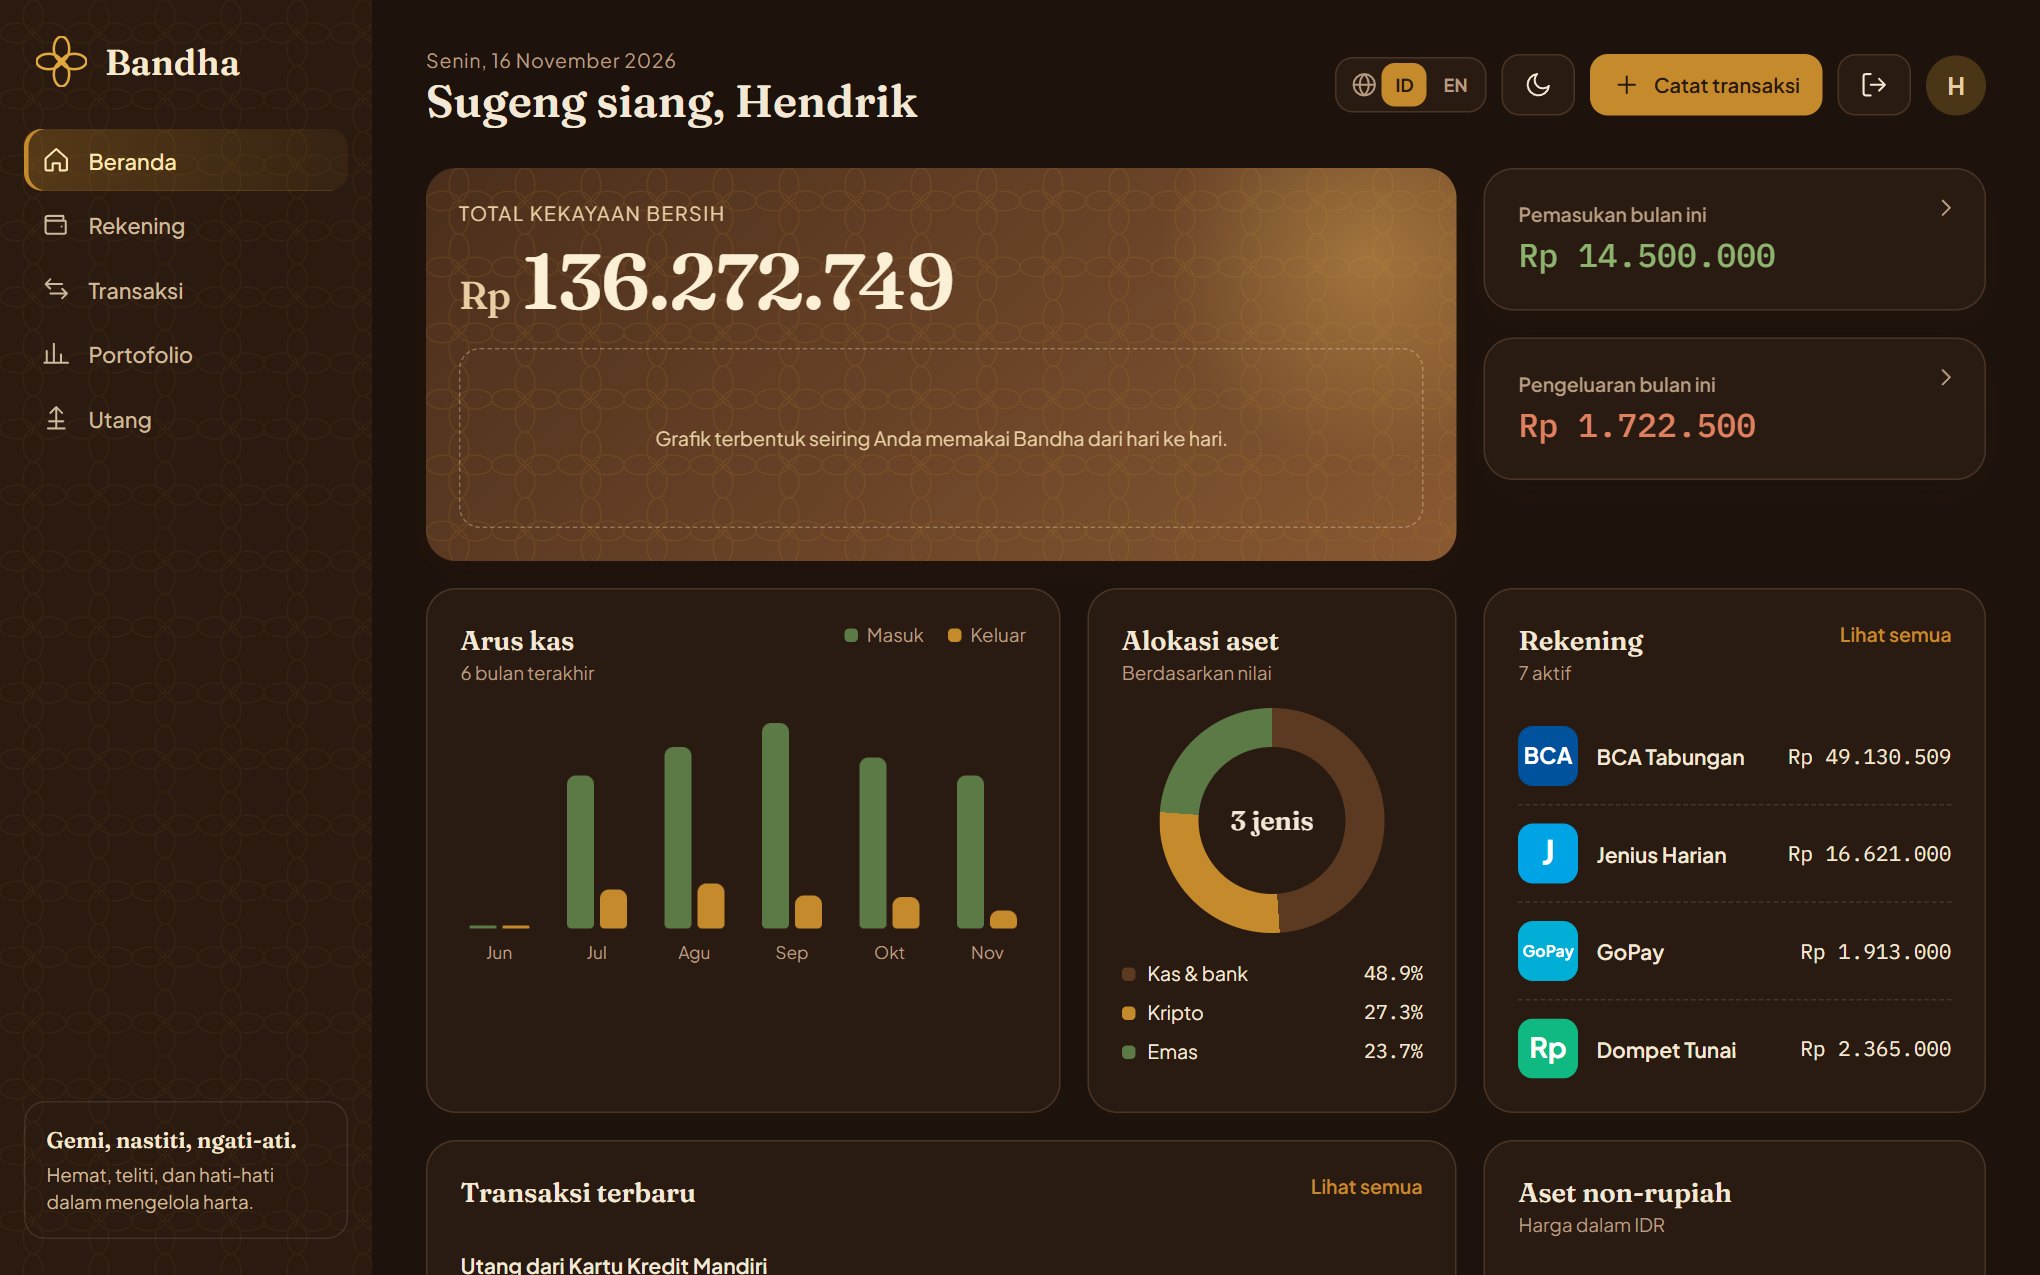 Bandha
Beranda
Rekening
Transaksi
Portofolio
Utang
Gemi, nastiti, ngati-ati.
Hemat, teliti, dan hati-hati
dalam mengelola harta.
Senin, 16 November 2026
Sugeng siang, Hendrik
ID EN
Catat transaksi
H
TOTAL KEKAYAAN BERSIH
Rp 136.272.749
Grafik terbentuk seiring Anda memakai Bandha dari hari ke hari.
Pemasukan bulan ini
Rp 14.500.000
Pengeluaran bulan ini
Rp 1.722.500
Arus kas
6 bulan terakhir
Masuk Keluar
Jun Jul Agu Sep Okt Nov
Alokasi aset
Berdasarkan nilai
3 jenis
Kas & bank 48.9%
Kripto 27.3%
Emas 23.7%
Rekening
Lihat semua
7 aktif
BCA BCA Tabungan Rp 49.130.509
J Jenius Harian Rp 16.621.000
GoPay GoPay Rp 1.913.000
Rp Dompet Tunai Rp 2.365.000
Transaksi terbaru
Lihat semua
Utang dari Kartu Kredit Mandiri
Aset non-rupiah
Harga dalam IDR